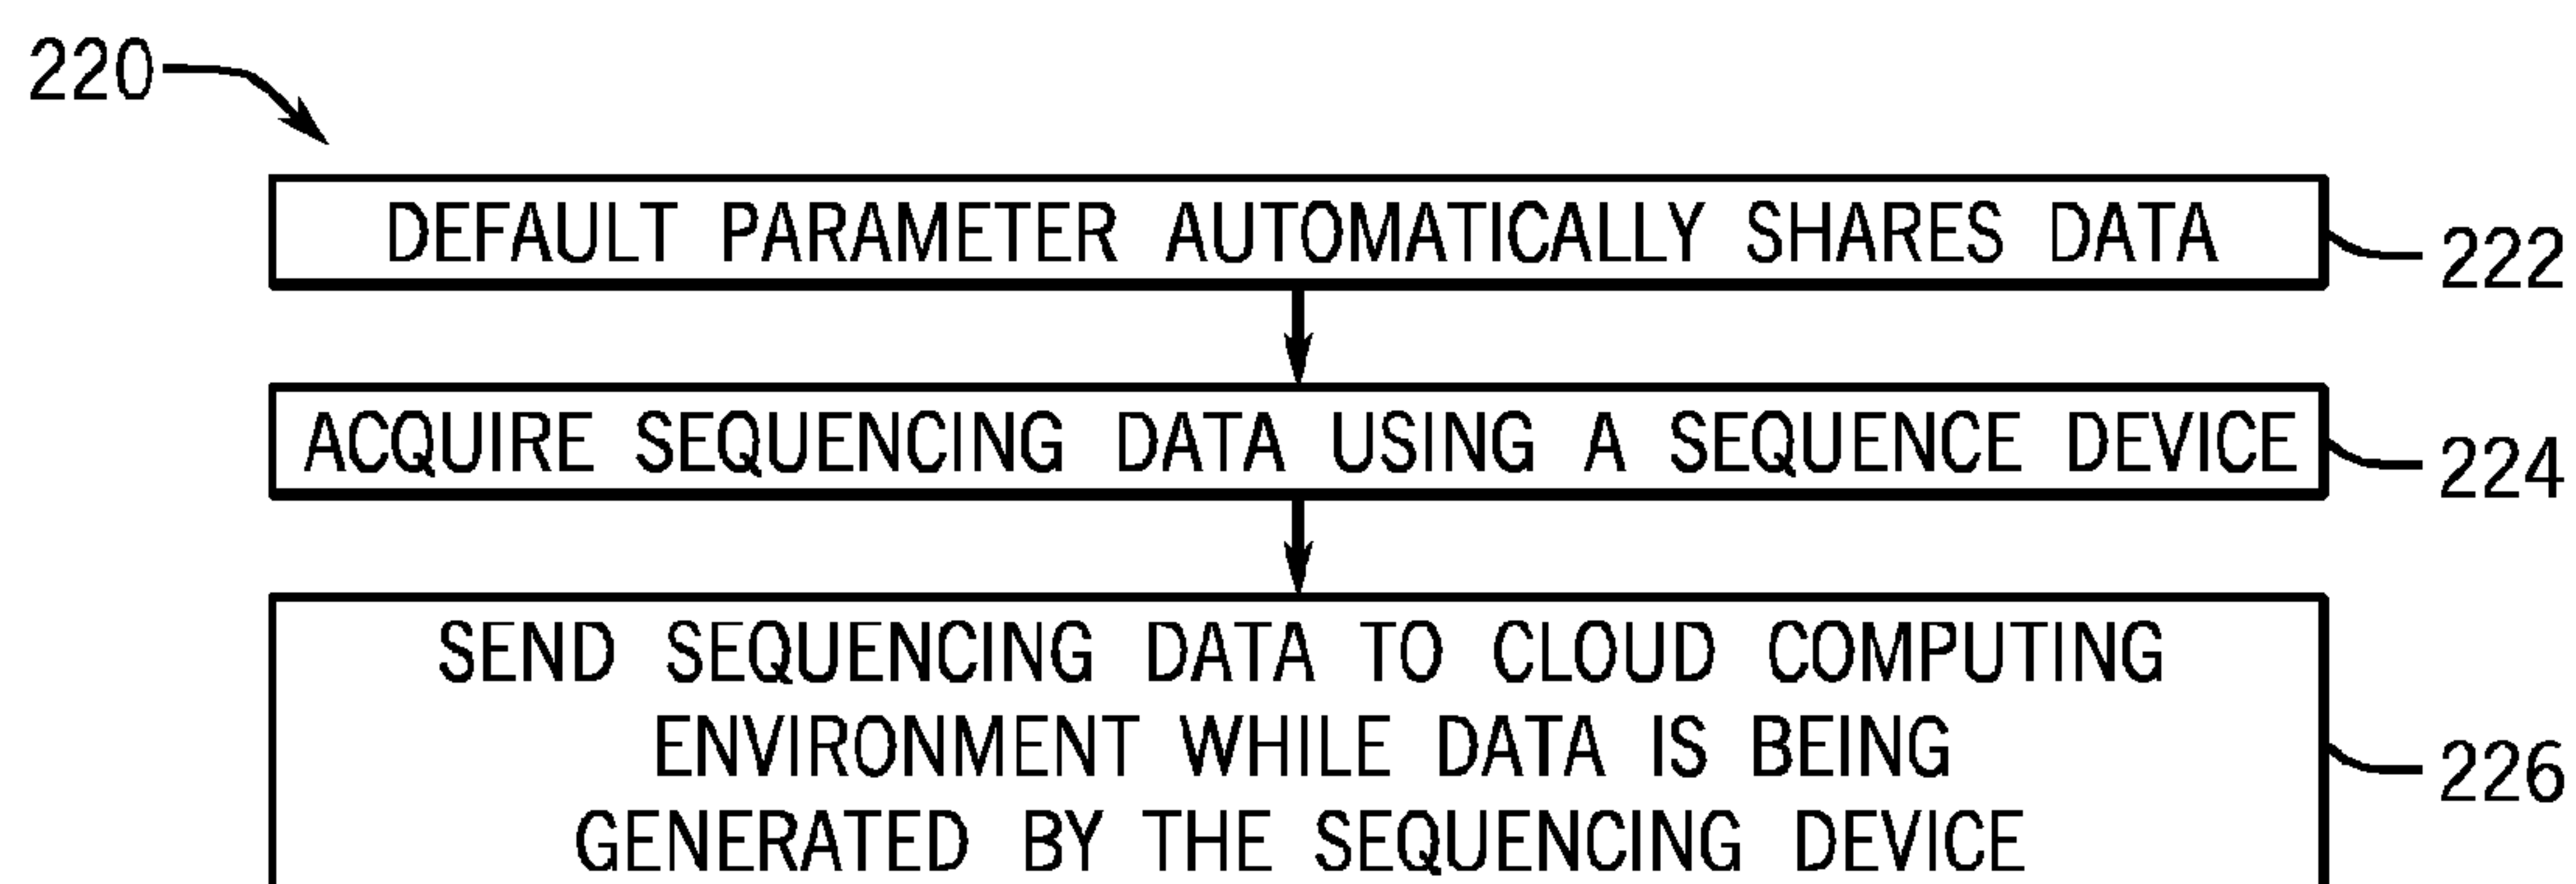 220
DEFAULT PARAMETER AUTOMATICALLY SHARES DATA
222
ACQUIRE SEQUENCING DATA USING A SEQUENCE DEVICE
224
SEND SEQUENCING DATA TO CLOUD COMPUTING
ENVIRONMENT WHILE DATA IS BEING
GENERATED BY THE SEQUENCING DEVICE
226